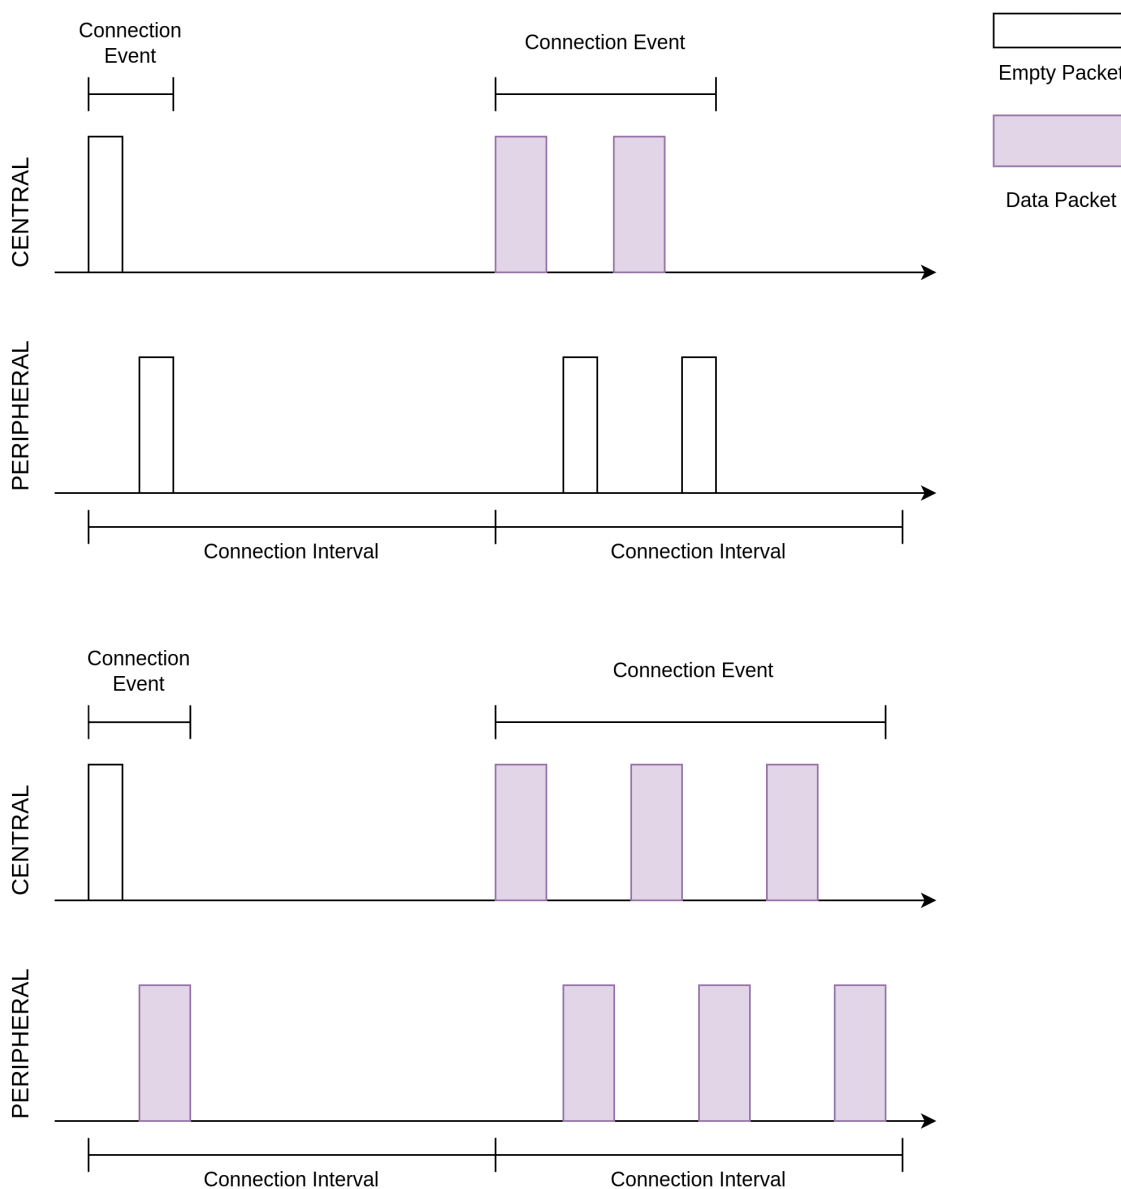 Connection
Event
Connection Event
Empty Packet
Data Packet
CENTRAL
PERIPHERAL
Connection Interval
Connection Interval
Connection
Event
Connection Event
CENTRAL
PERIPHERAL
Connection Interval
Connection Interval